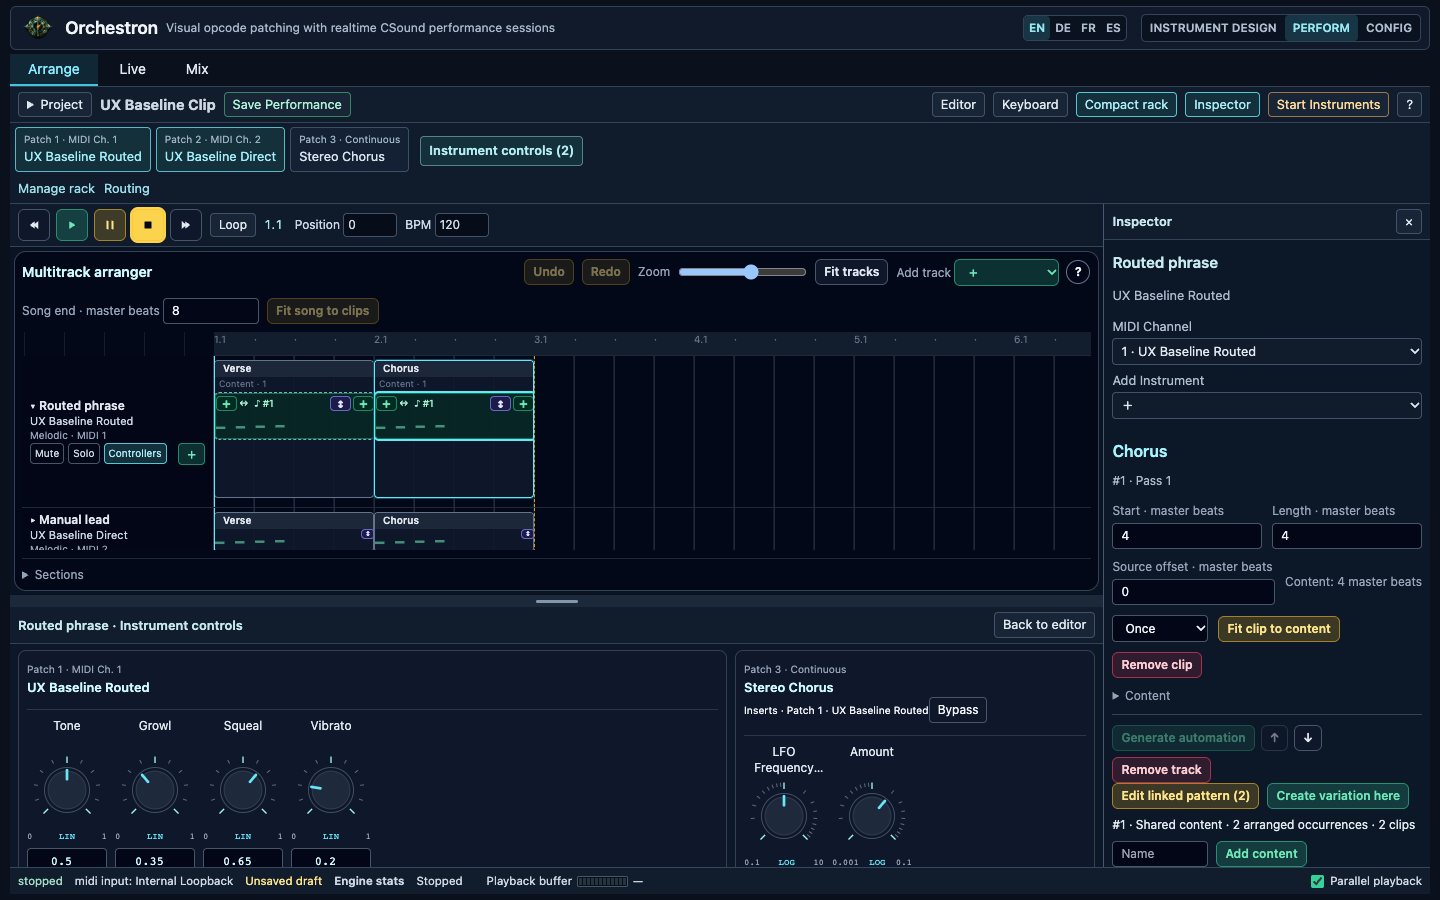 Orchestron Visual opcode patching with realtime CSound performance sessions
EN DE FR ES INSTRUMENT DESIGN PERFORM CONFIG
Arrange Live Mix
▶ Project UX Baseline Clip Save Performance Editor Keyboard Compact rack Inspector Start Instruments ?
Patch 1 · MIDI Ch. 1
UX Baseline Routed
Patch 2 · MIDI Ch. 2
UX Baseline Direct
Patch 3 · Continuous
Stereo Chorus
Instrument controls (2)
Manage rack Routing
Loop 1.1 Position 0 BPM 120
Multitrack arranger Undo Redo Zoom Fit tracks Add track + ?
Song end · master beats 8 Fit song to clips
1.1 2.1 3.1 4.1 5.1 6.1
Verse Chorus
Content · 1 Content · 1
▾ Routed phrase
UX Baseline Routed
Melodic · MIDI 1
Mute Solo Controllers +
+ ↔ ♪ #1 ↕ + + ↔ ♪ #1 ↕ +
▸ Manual lead
UX Baseline Direct
Melodic · MIDI 2
Verse Chorus
▶ Sections
Routed phrase · Instrument controls Back to editor
Patch 1 · MIDI Ch. 1
UX Baseline Routed
Tone Growl Squeal Vibrato
0 LIN 1 0 LIN 1 0 LIN 1 0 LIN 1
0.5 0.35 0.65 0.2
Patch 3 · Continuous
Stereo Chorus
Inserts · Patch 1 · UX Baseline Routed Bypass
LFO Frequency... Amount
0.1 LOG 10 0.001 LOG 0.1
Inspector ×
Routed phrase
UX Baseline Routed
MIDI Channel
1 · UX Baseline Routed
Add Instrument
+
Chorus
#1 · Pass 1
Start · master beats Length · master beats
4 4
Source offset · master beats
0 Content: 4 master beats
Once Fit clip to content
Remove clip
▶ Content
Generate automation ↑ ↓
Remove track
Edit linked pattern (2) Create variation here
#1 · Shared content · 2 arranged occurrences · 2 clips
Name Add content
stopped midi input: Internal Loopback Unsaved draft Engine stats Stopped Playback buffer — Parallel playback